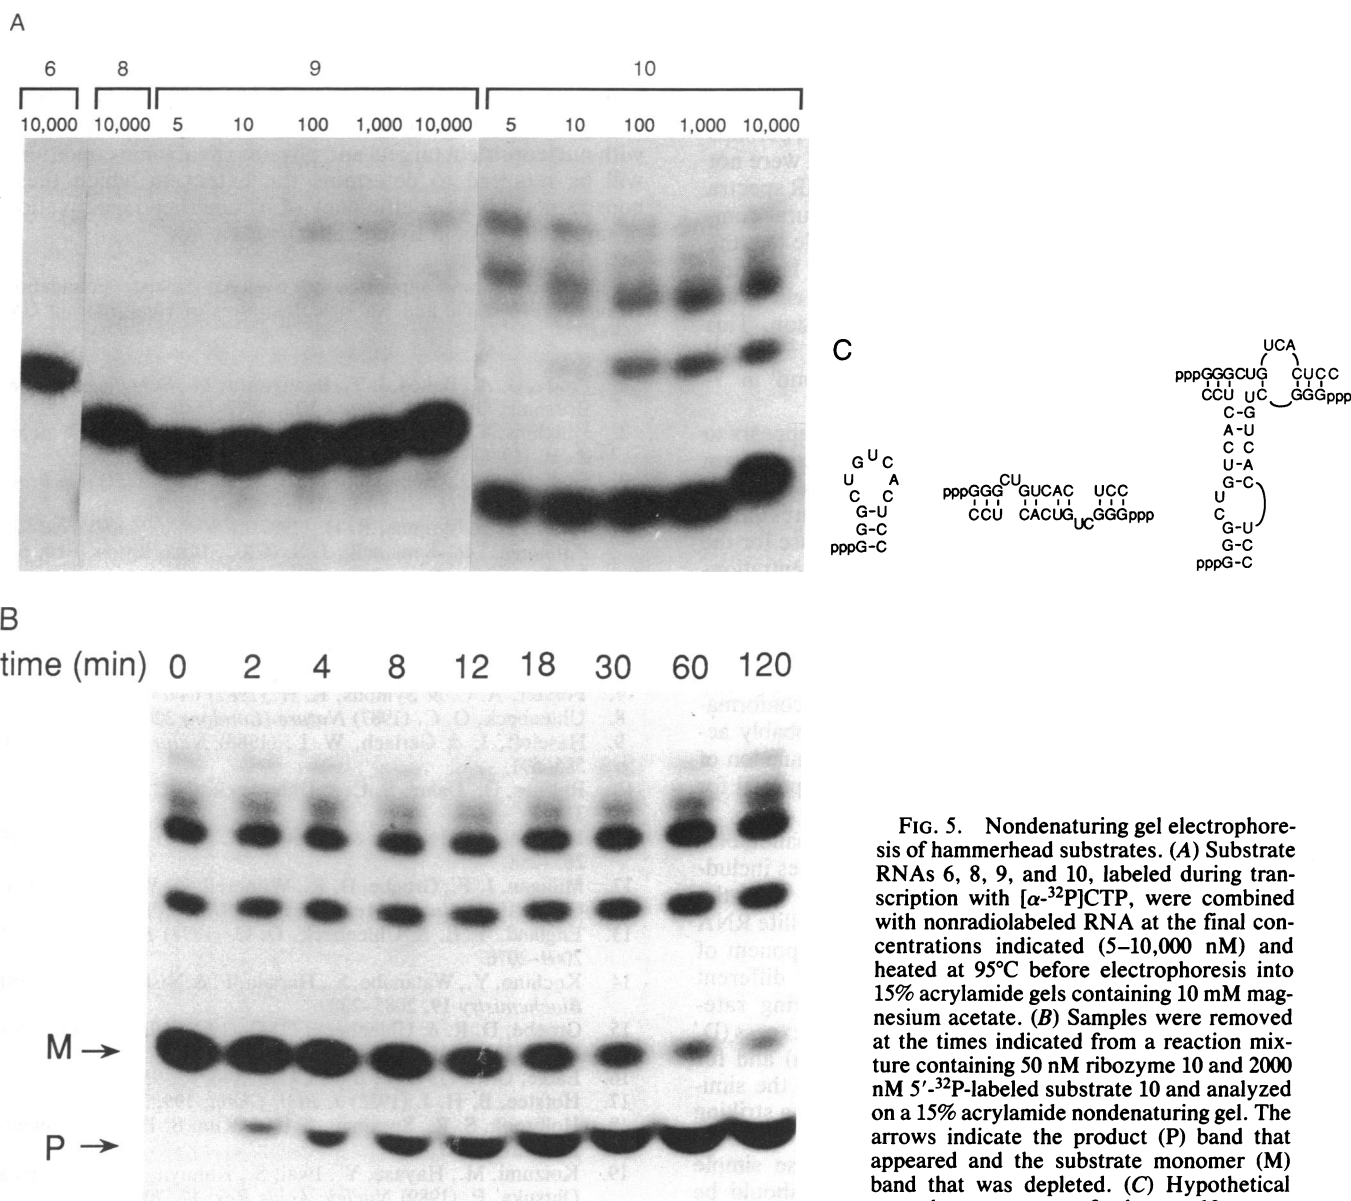 A
6 8 9 10
10,000 10,000 5 10 100 1,000 10,000 5 10 100 1,000 10,000
C
UCA
pppGGGCUG CUCC
CCU UC GGGppp
C-G
A-U
C C
U-A
G C
U
C
G U
G-C
pppG-C
G U C
U A
C C
G-U
G-C
pppG-C
pppGGG CU GUCAC UCC
CCU CACUG UC GGGppp
B
time (min) 0 2 4 8 12 18 30 60 120
M →
P →
FIG. 5. Nondenaturing gel electrophore-
sis of hammerhead substrates. (A) Substrate
RNAs 6, 8, 9, and 10, labeled during tran-
scription with [α-³²P]CTP, were combined
with nonradiolabeled RNA at the final con-
centrations indicated (5–10,000 nM) and
heated at 95°C before electrophoresis into
15% acrylamide gels containing 10 mM mag-
nesium acetate. (B) Samples were removed
at the times indicated from a reaction mix-
ture containing 50 nM ribozyme 10 and 2000
nM 5′-³²P-labeled substrate 10 and analyzed
on a 15% acrylamide nondenaturing gel. The
arrows indicate the product (P) band that
appeared and the substrate monomer (M)
band that was depleted. (C) Hypothetical